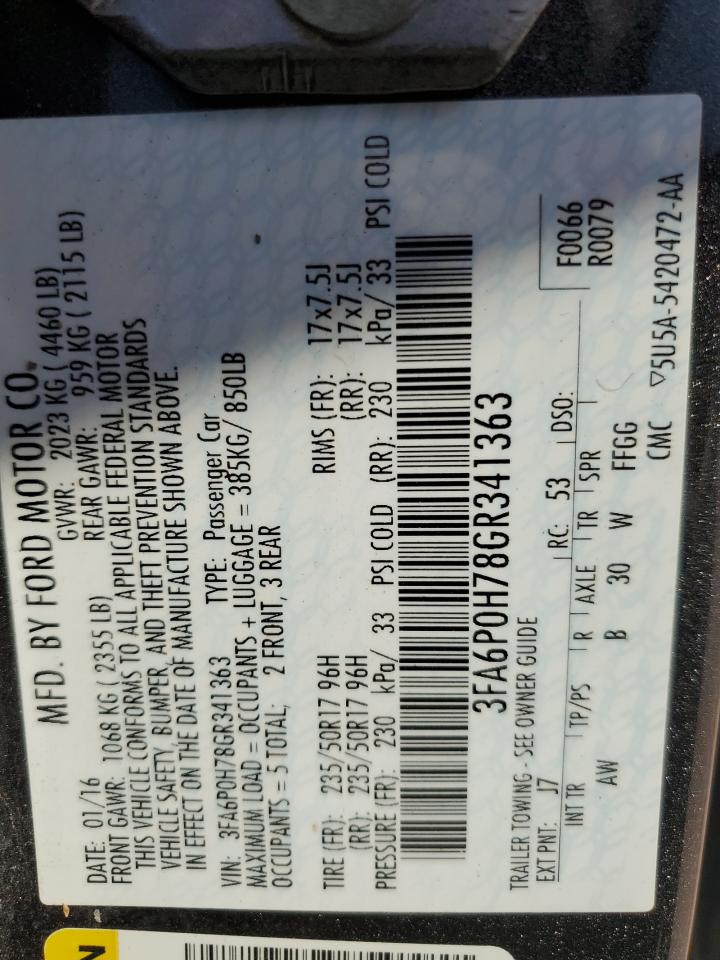 MFD. BY FORD MOTOR CO.
DATE: 01/16 GVWR: 2023 KG ( 4460 LB)
FRONT GAWR: 1068 KG ( 2355 LB) REAR GAWR: 959 KG ( 2115 LB)
THIS VEHICLE CONFORMS TO ALL APPLICABLE FEDERAL MOTOR
VEHICLE SAFETY, BUMPER, AND THEFT PREVENTION STANDARDS
IN EFFECT ON THE DATE OF MANUFACTURE SHOWN ABOVE.
VIN: 3FA6P0H78GR341363 TYPE: Passenger Car
MAXIMUM LOAD = OCCUPANTS + LUGGAGE = 385KG/ 850LB
OCCUPANTS = 5 TOTAL; 2 FRONT, 3 REAR
TIRE (FR): 235/50R17 96H RIMS (FR): 17x7.5J
(RR): 235/50R17 96H (RR): 17x7.5J
PRESSURE (FR): 230 kPa/ 33 PSI COLD (RR): 230 kPa/ 33 PSI COLD
3FA6P0H78GR341363
TRAILER TOWING - SEE OWNER GUIDE F0066
EXT PNT: J7 RC: 53 DSO: R0079
INT TR TP/PS R AXLE TR SPR
AW B 30 W FFGG
CMC ▽5U5A-5420472-AA
N